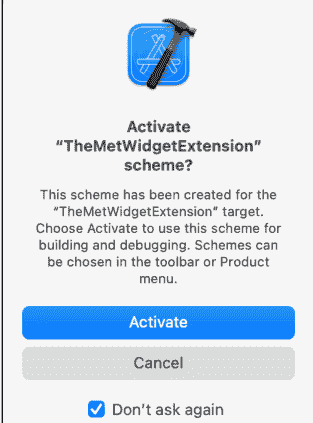 Activate
“TheMetWidgetExtension”
scheme?
This scheme has been created for the
“TheMetWidgetExtension” target.
Choose Activate to use this scheme for
building and debugging. Schemes can
be chosen in the toolbar or Product
menu.
Activate
Cancel
Don’t ask again